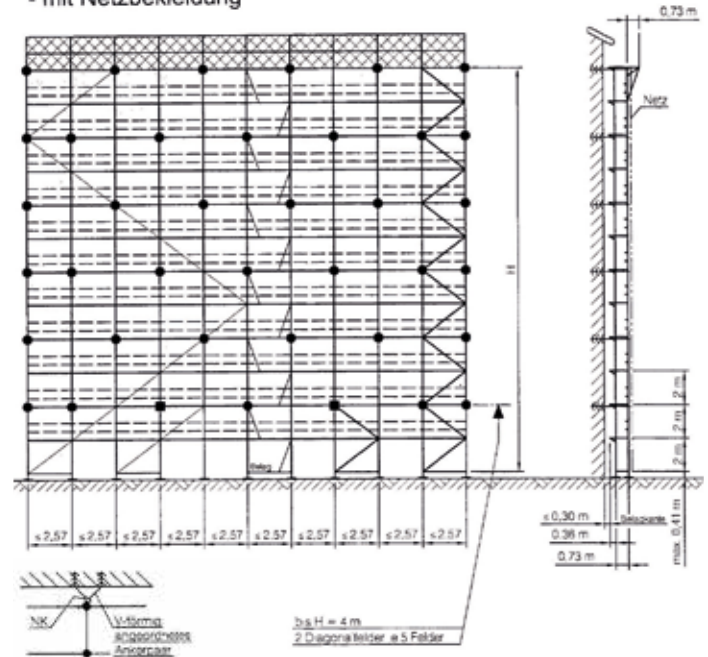 - mit Netzbekleidung
0,73 m
Netz
H
2 m
2 m
2 m
max. 0,41 m
Belag
≤ 2,57 ≤ 2,57 ≤ 2,57 ≤ 2,57 ≤ 2,57 ≤ 2,57 ≤ 2,57 ≤ 2,57 ≤ 2,57 ≤ 2,57
≤ 0,30 m
0,36 m
0,73 m
NK
V-förmig
angeordnetes
Ankerpaar
bis H = 4 m
2 Diagonalfelder
5 Felder